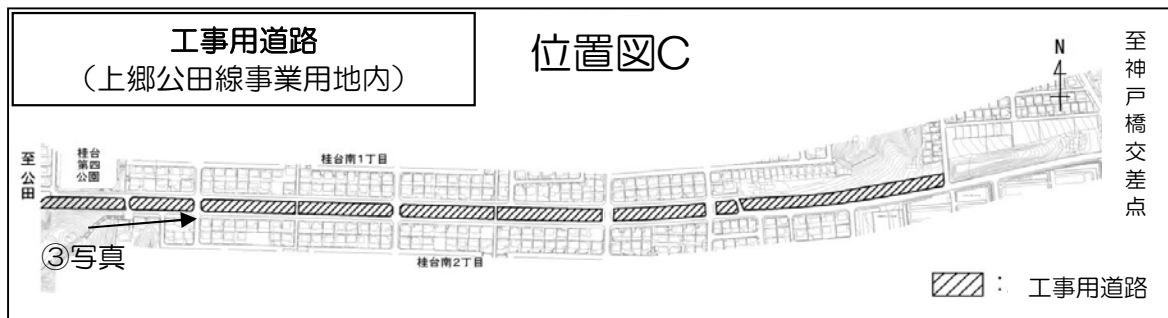 工事用道路
（上郷公田線事業用地内）
位置図C
N
至神戸橋交差点
至公田
桂台第四公園
桂台南1丁目
③写真
桂台南2丁目
： 工事用道路